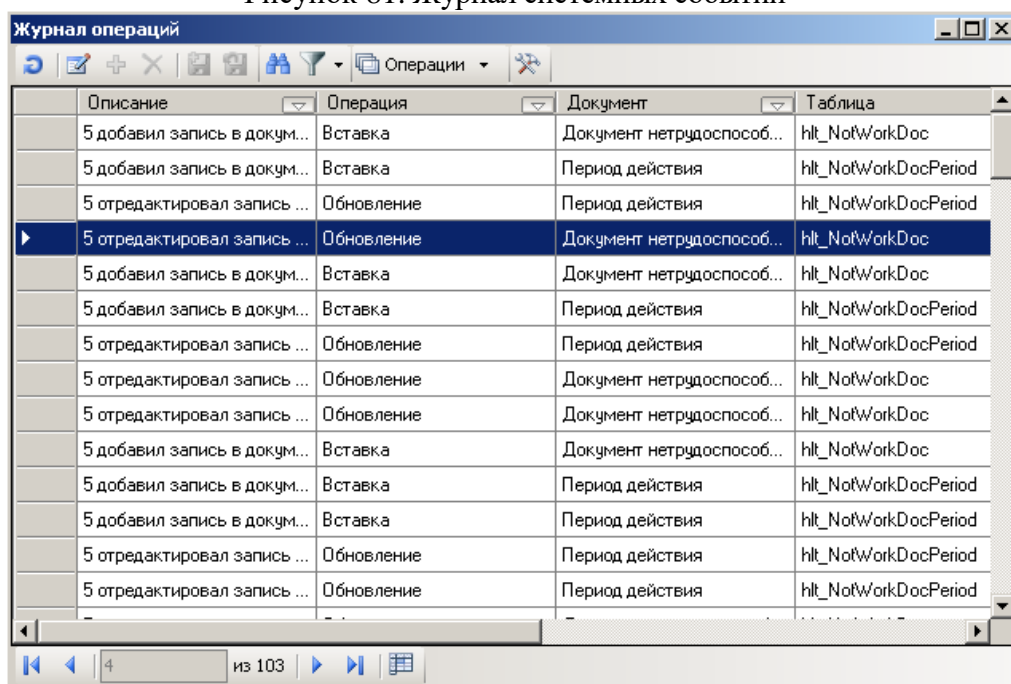 Рисунок 81. Журнал системных событий
Журнал операций
Операции
Описание Операция Документ Таблица
5 добавил запись в докум... Вставка Документ нетрудоспособ... hlt_NotWorkDoc
5 добавил запись в докум... Вставка Период действия hlt_NotWorkDocPeriod
5 отредактировал запись ... Обновление Период действия hlt_NotWorkDocPeriod
5 отредактировал запись ... Обновление Документ нетрудоспособ... hlt_NotWorkDoc
5 добавил запись в докум... Вставка Документ нетрудоспособ... hlt_NotWorkDoc
5 добавил запись в докум... Вставка Период действия hlt_NotWorkDocPeriod
5 отредактировал запись ... Обновление Период действия hlt_NotWorkDocPeriod
5 отредактировал запись ... Обновление Документ нетрудоспособ... hlt_NotWorkDoc
5 отредактировал запись ... Обновление Документ нетрудоспособ... hlt_NotWorkDoc
5 добавил запись в докум... Вставка Документ нетрудоспособ... hlt_NotWorkDoc
5 добавил запись в докум... Вставка Период действия hlt_NotWorkDocPeriod
5 добавил запись в докум... Вставка Период действия hlt_NotWorkDocPeriod
5 отредактировал запись ... Обновление Период действия hlt_NotWorkDocPeriod
5 отредактировал запись ... Обновление Период действия hlt_NotWorkDocPeriod
4 из 103